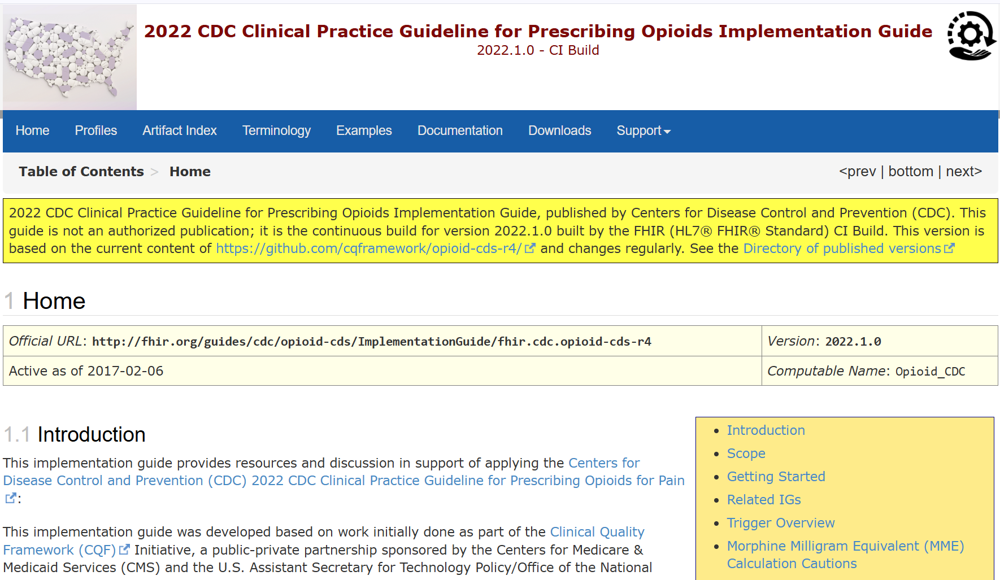 2022 CDC Clinical Practice Guideline for Prescribing Opioids Implementation Guide
2022.1.0 - CI Build
Home Profiles Artifact Index Terminology Examples Documentation Downloads Support
Table of Contents > Home
<prev | bottom | next>
2022 CDC Clinical Practice Guideline for Prescribing Opioids Implementation Guide, published by Centers for Disease Control and Prevention (CDC). This
guide is not an authorized publication; it is the continuous build for version 2022.1.0 built by the FHIR (HL7® FHIR® Standard) CI Build. This version is
based on the current content of https://github.com/cqframework/opioid-cds-r4/ and changes regularly. See the Directory of published versions
1 Home
Official URL: http://fhir.org/guides/cdc/opioid-cds/ImplementationGuide/fhir.cdc.opioid-cds-r4
Version: 2022.1.0
Active as of 2017-02-06
Computable Name: Opioid_CDC
1.1 Introduction
This implementation guide provides resources and discussion in support of applying the Centers for
Disease Control and Prevention (CDC) 2022 CDC Clinical Practice Guideline for Prescribing Opioids for Pain
:
This implementation guide was developed based on work initially done as part of the Clinical Quality
Framework (CQF) Initiative, a public-private partnership sponsored by the Centers for Medicare &
Medicaid Services (CMS) and the U.S. Assistant Secretary for Technology Policy/Office of the National
Introduction
Scope
Getting Started
Related IGs
Trigger Overview
Morphine Milligram Equivalent (MME)
Calculation Cautions